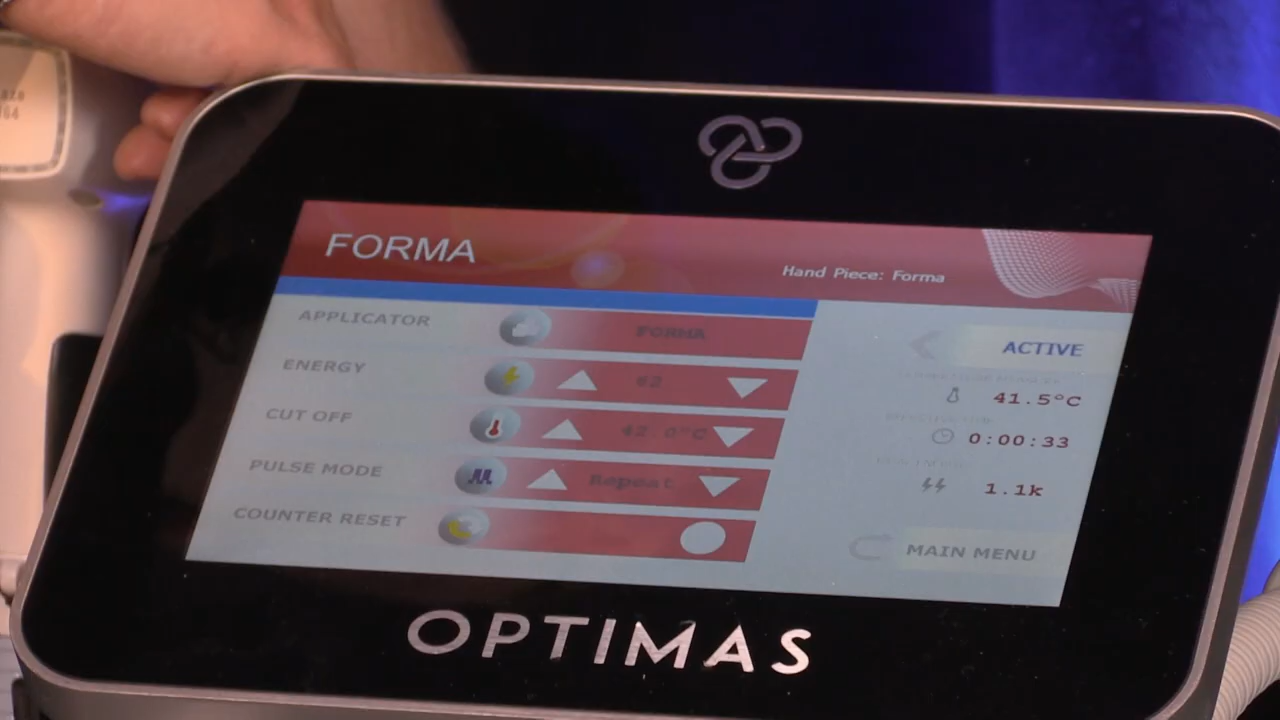 FORMA
Hand Piece: Forma
APPLICATOR FORMA
ACTIVE
ENERGY 62
41.5°C
CUT OFF 42.0°C
0:00:33
PULSE MODE Repeat
1.1k
COUNTER RESET
MAIN MENU
OPTIMAS